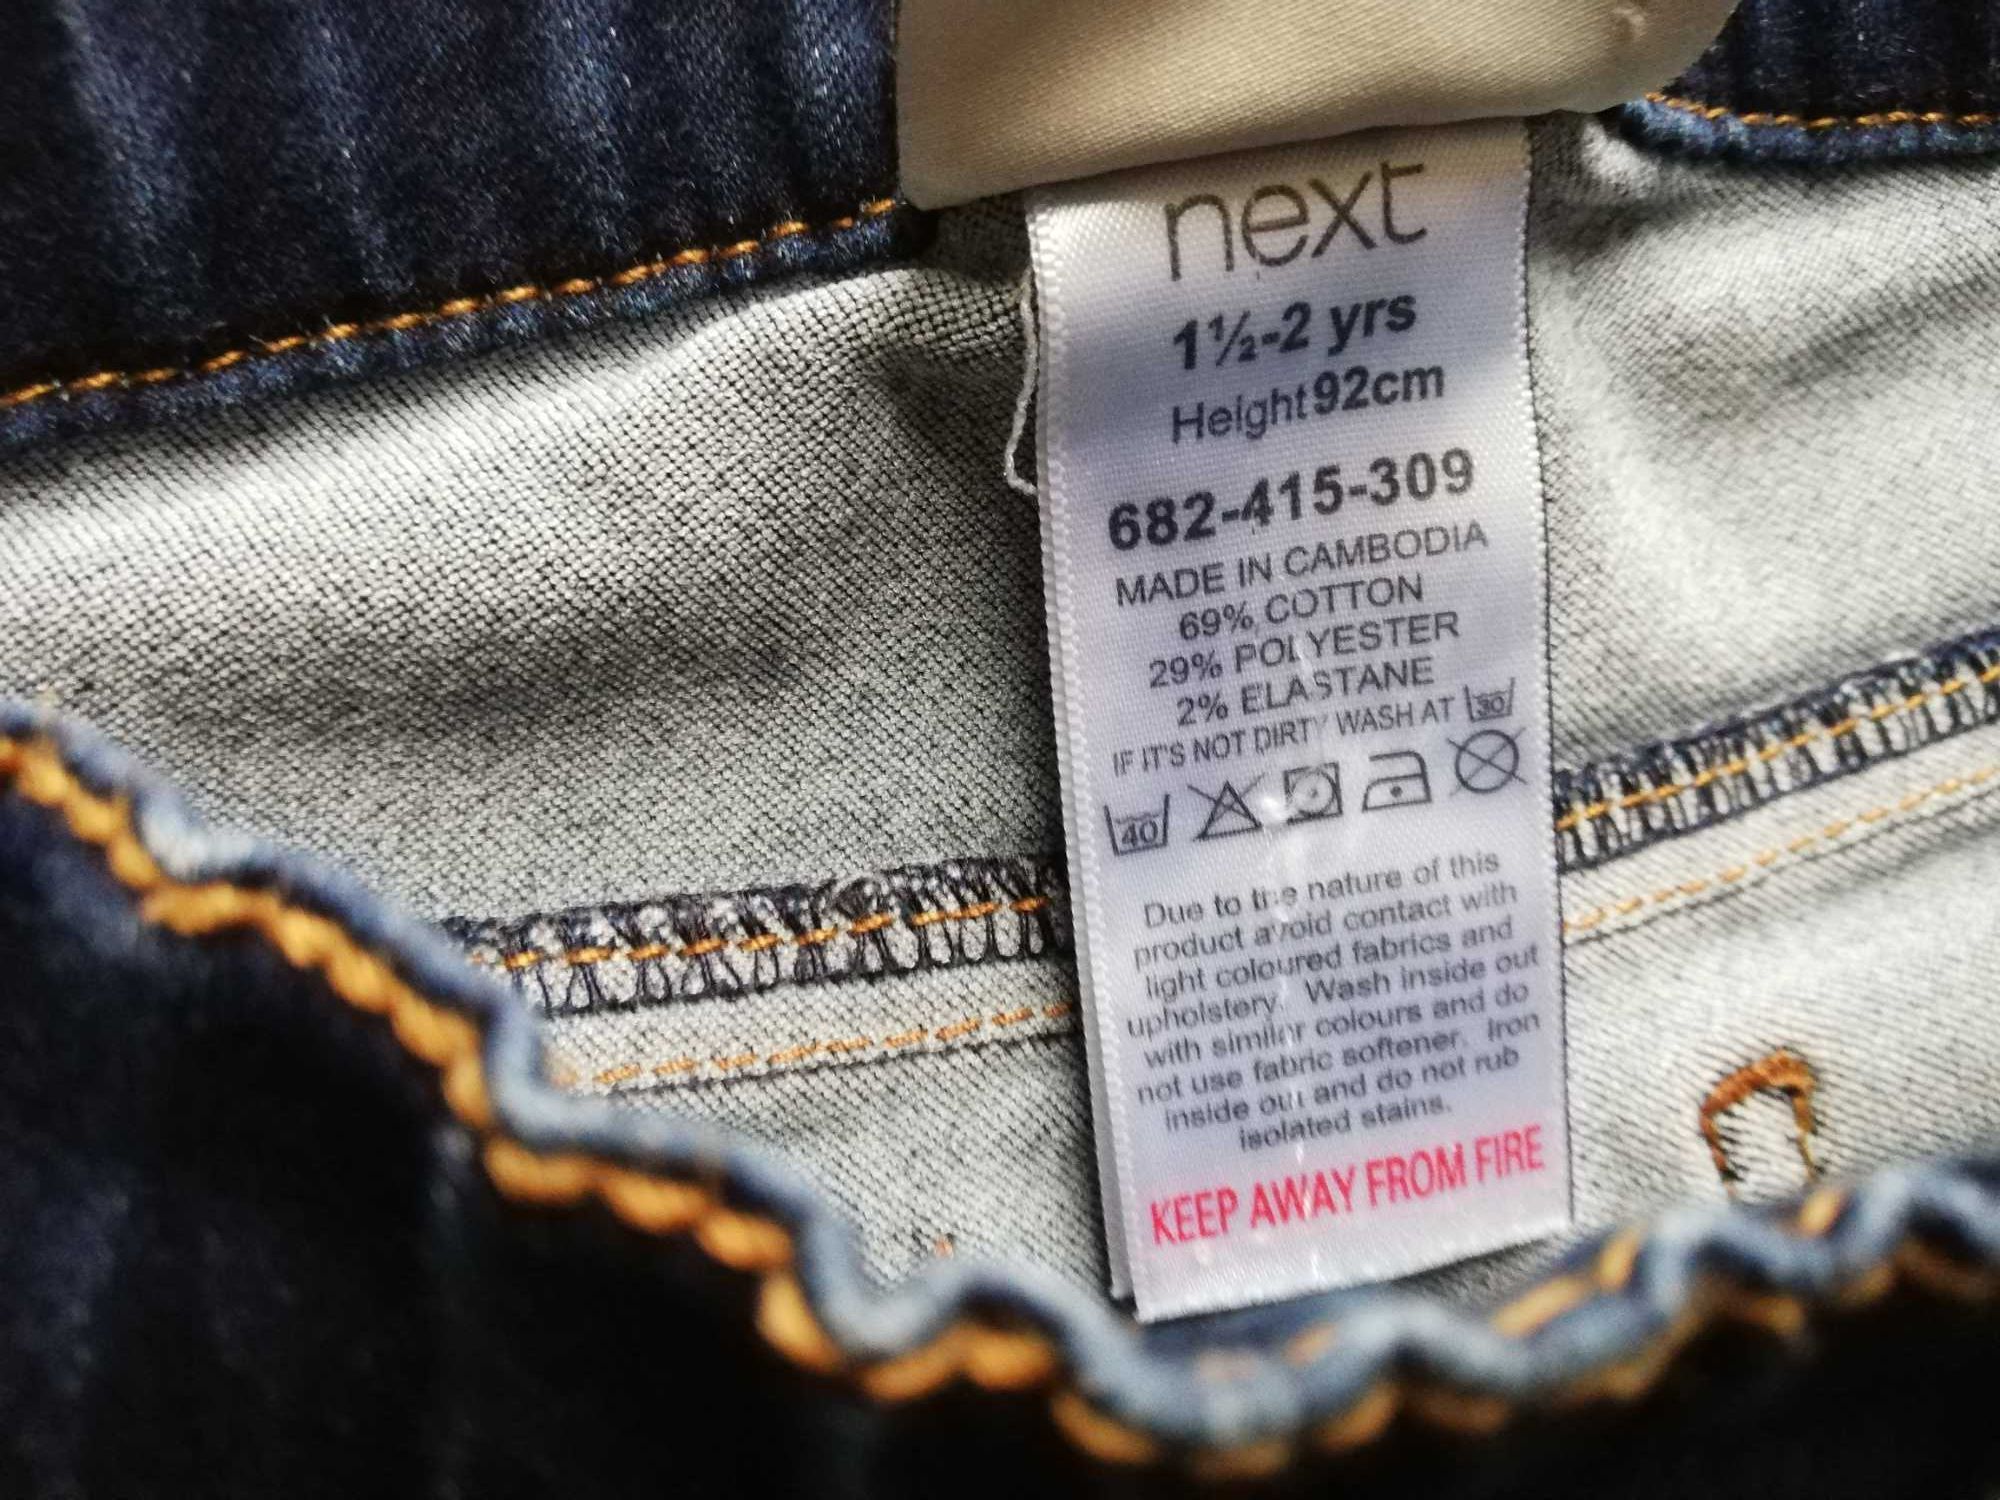 next
1½-2 yrs
Height 92cm
682-415-309
MADE IN CAMBODIA
69% COTTON
29% POLYESTER
2% ELASTANE
IF IT'S NOT DIRTY WASH AT 30
40
Due to the nature of this
product avoid contact with
light coloured fabrics and
upholstery. Wash inside out
with similar colours and do
not use fabric softener. Iron
inside out and do not rub
isolated stains.
KEEP AWAY FROM FIRE